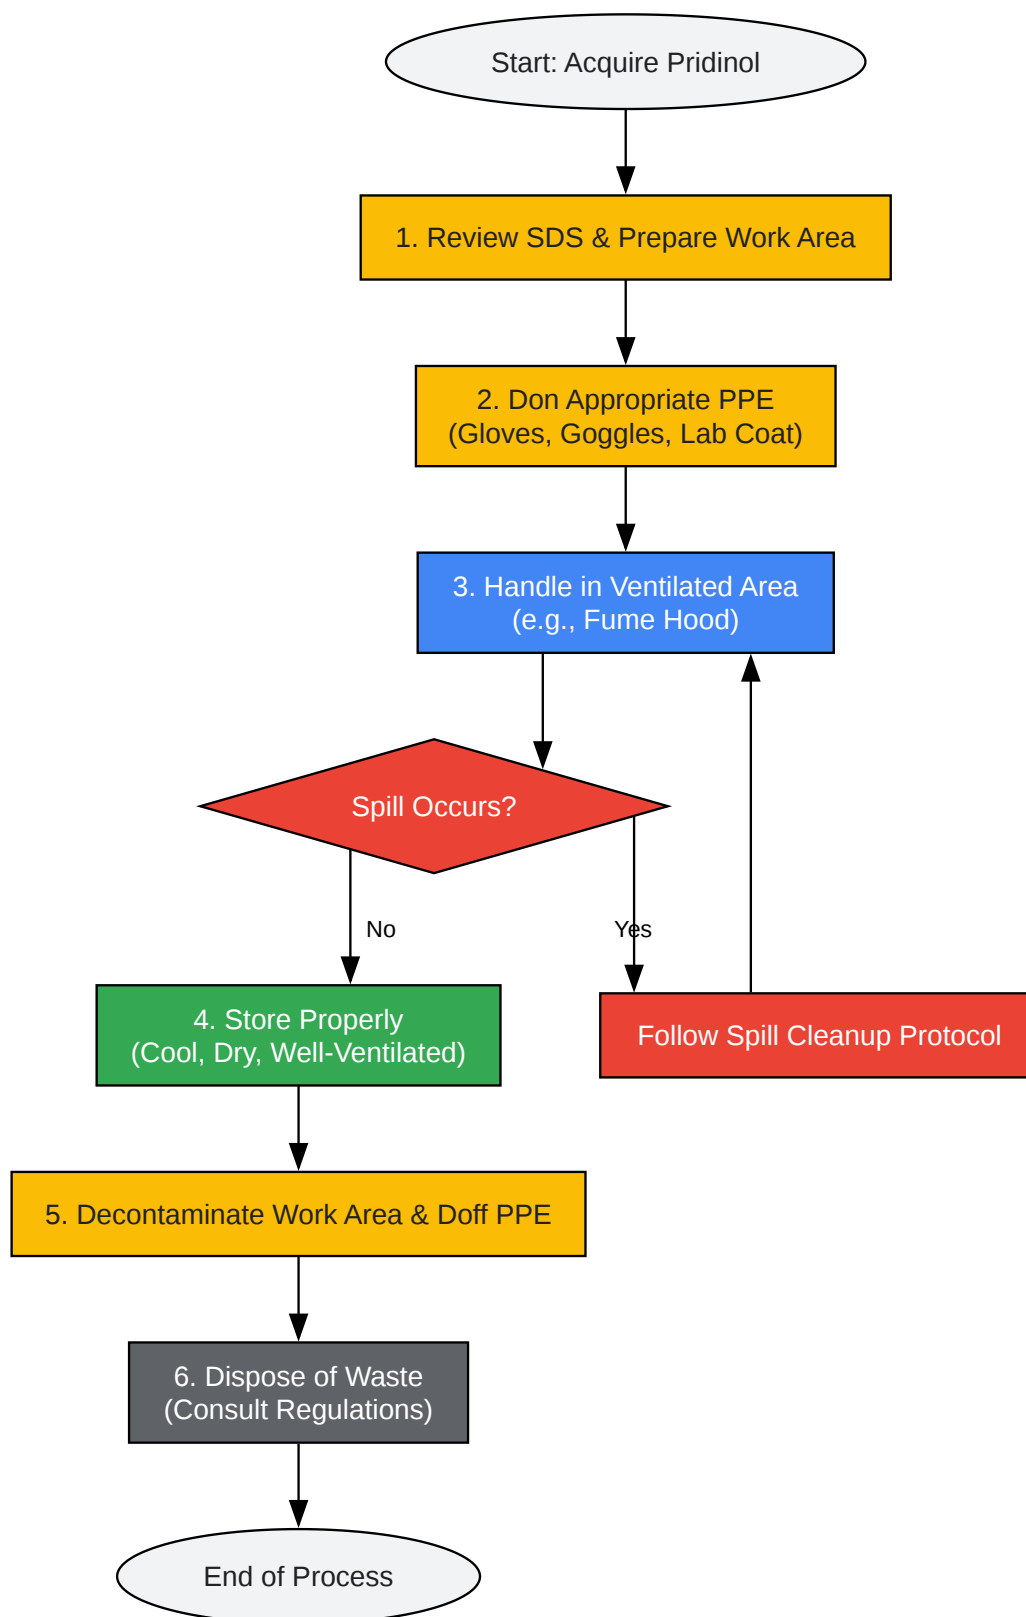 Start: Acquire Pridinol
1. Review SDS & Prepare Work Area
2. Don Appropriate PPE
(Gloves, Goggles, Lab Coat)
3. Handle in Ventilated Area
(e.g., Fume Hood)
Spill Occurs?
No
Yes
4. Store Properly
(Cool, Dry, Well-Ventilated)
Follow Spill Cleanup Protocol
5. Decontaminate Work Area & Doff PPE
6. Dispose of Waste
(Consult Regulations)
End of Process